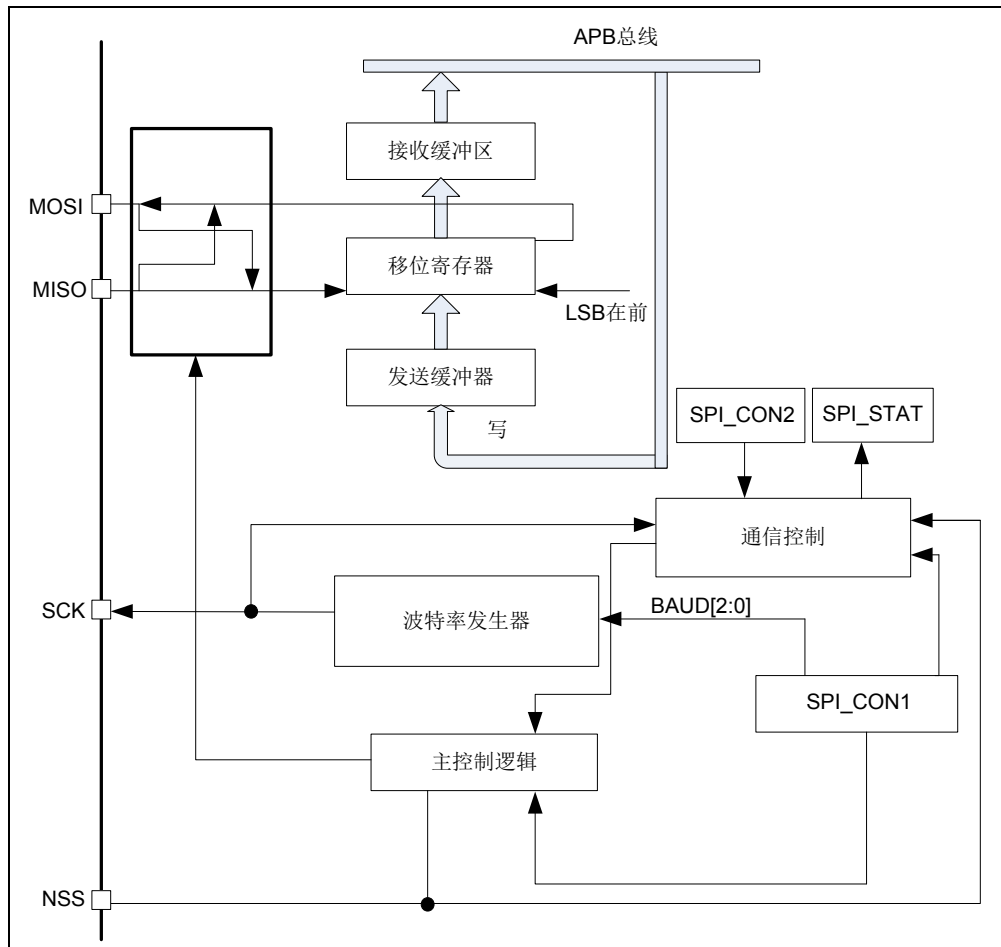 APB总线
接收缓冲区
MOSI
移位寄存器
MISO
LSB在前
发送缓冲器
写
SPI_CON2
SPI_STAT
通信控制
SCK
波特率发生器
BAUD[2:0]
SPI_CON1
主控制逻辑
NSS